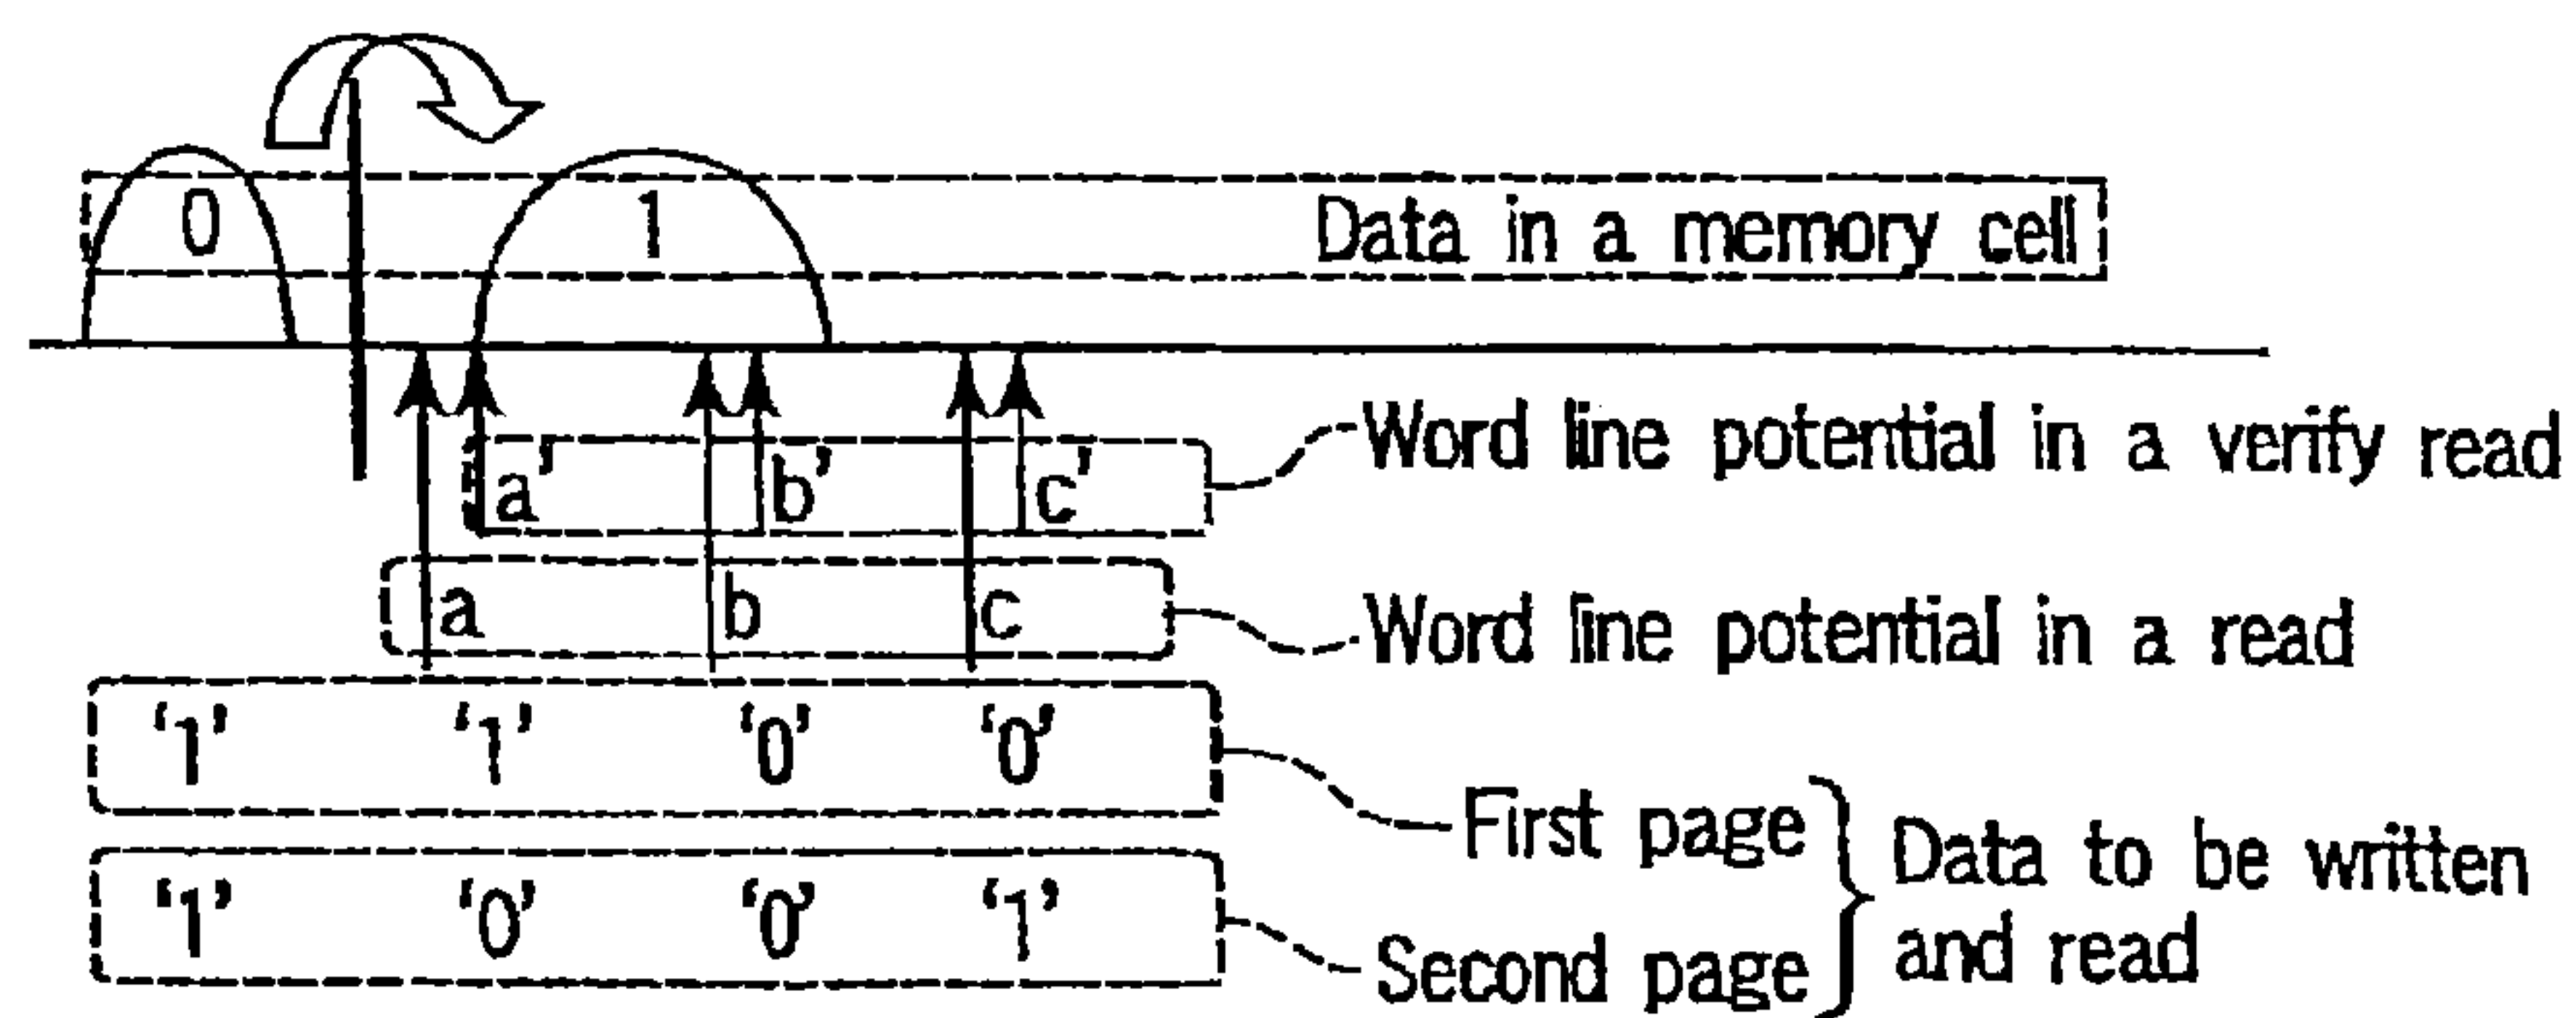 0 1 Data in a memory cell
a' b' c' Word line potential in a verify read
a b c Word line potential in a read
‘1’ ‘1’ ‘0’ ‘0’
First page
‘1’ ‘0’ ‘0’ ‘1’
Second page
Data to be written
and read